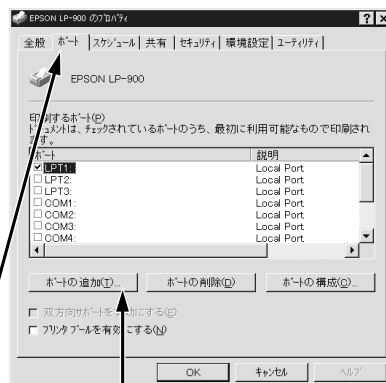 EPSON LP-900 のプロパティ
全般 ポート スケジュール 共有 セキュリティ 環境設定 ユーティリティ
EPSON LP-900
印刷するポート(P)
ドキュメントは、チェックされているポートのうち、最初に利用可能なもので印刷されます。
ポート 説明
LPT1: Local Port
LPT2: Local Port
LPT3: Local Port
COM1: Local Port
COM2: Local Port
COM3: Local Port
COM4: Local Port
ポートの追加(T)... ポートの削除(D) ポートの構成(C)...
双方向サポートを有効にする(E)
プリンタ プールを有効にする(N)
OK キャンセル ヘルプ